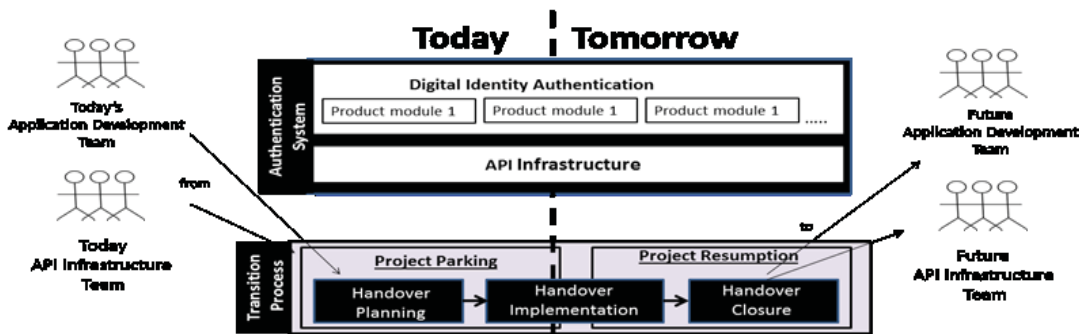 Today Tomorrow
Authentication
System
Digital Identity Authentication
Product module 1 Product module 1 Product module 1 .....
API Infrastructure
Today's
Application Development
Team
from
Today
API Infrastructure
Team
Future
Application Development
Team
to
Future
API Infrastructure
Team
Transition
Process
Project Parking
Project Resumption
Handover
Planning
Handover
Implementation
Handover
Closure